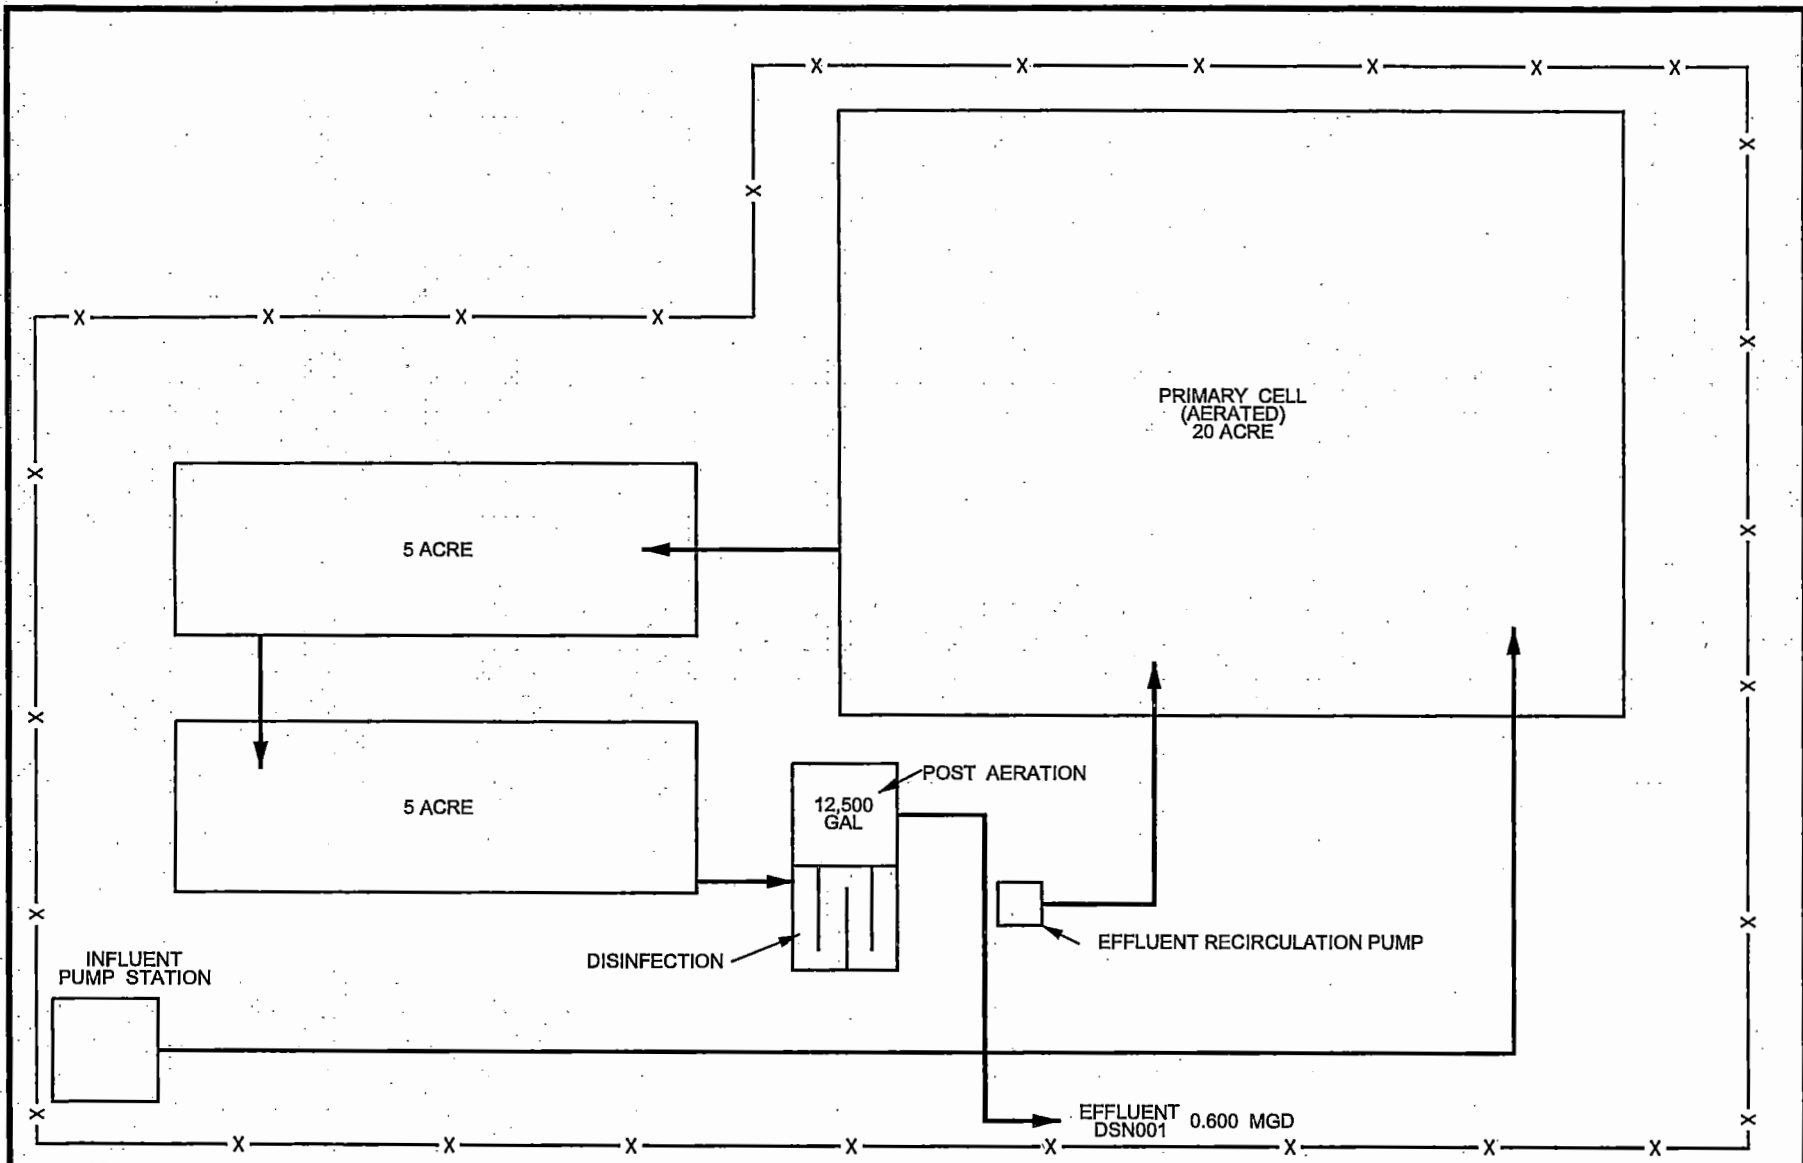 PRIMARY CELL
(AERATED)
20 ACRE
5 ACRE
5 ACRE
POST AERATION
12,500
GAL
DISINFECTION
EFFLUENT RECIRCULATION PUMP
INFLUENT
PUMP STATION
EFFLUENT
DSN001 0.600 MGD